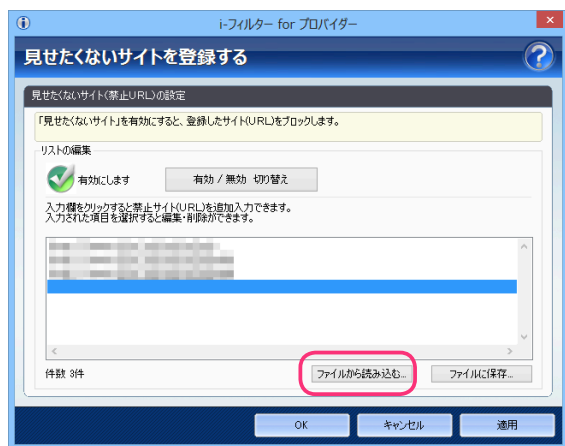 i-フィルター for プロバイダー
見せたくないサイトを登録する
見せたくないサイト(禁止URL)の設定
「見せたくないサイト」を有効にすると、登録したサイト(URL)をブロックします。
リストの編集
有効にします
有効 / 無効 切り替え
入力欄をクリックすると禁止サイト(URL)を追加入力できます。
入力された項目を選択すると編集・削除ができます。
件数 3件
ファイルから読み込む...
ファイルに保存...
OK
キャンセル
適用